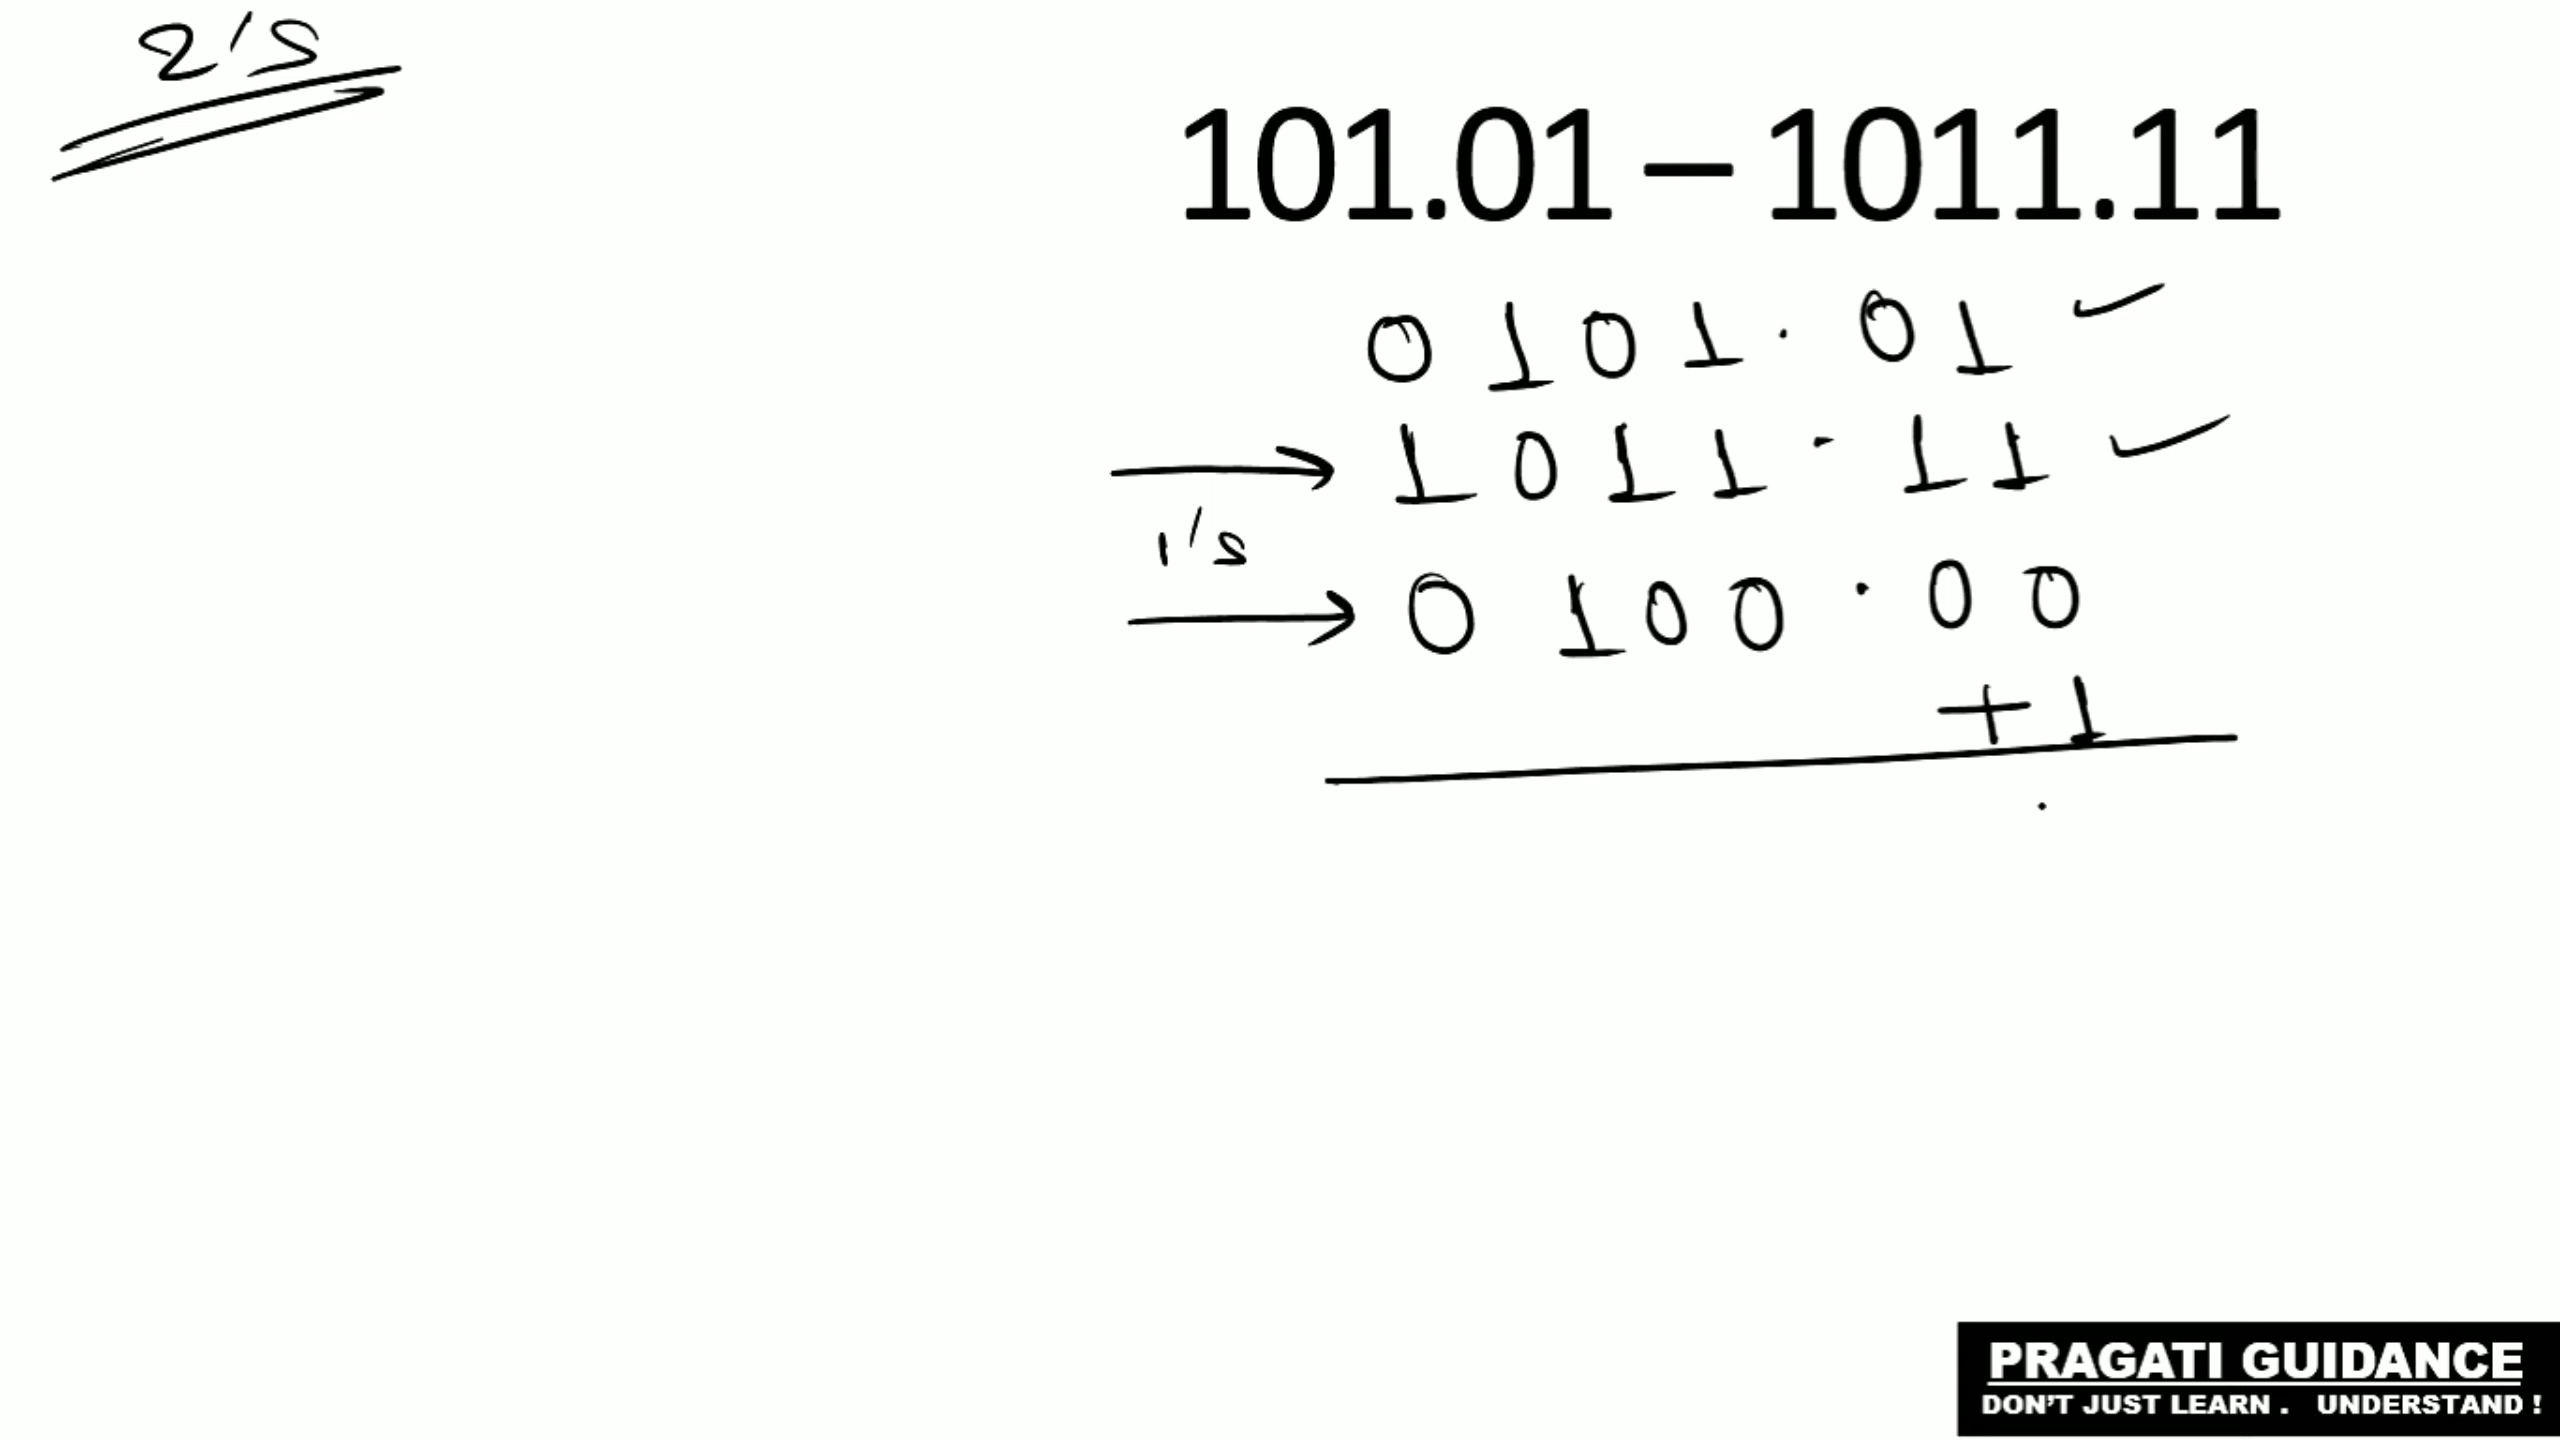 2's
101.01 – 1011.11
0101.01
1011.11
1's
0100.00
+1
PRAGATI GUIDANCE
DON'T JUST LEARN. UNDERSTAND!